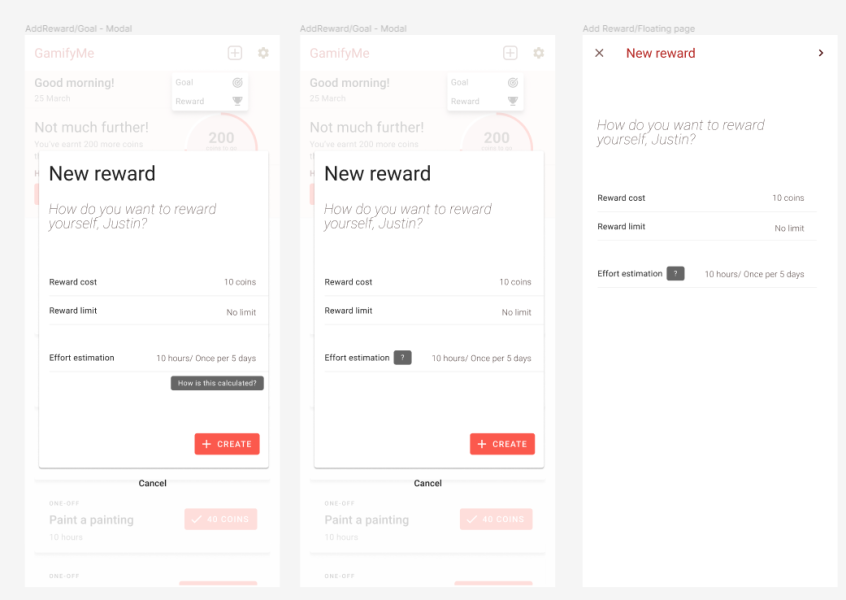 AddReward/Goal - Modal
GamifyMe
Good morning!
25 March
Goal
Reward
Not much further!
You've earnt 200 more coins
200
New reward
How do you want to reward
yourself, Justin?
Reward cost
10 coins
Reward limit
No limit
Effort estimation
10 hours/ Once per 5 days
How is this calculated?
+ CREATE
Cancel
ONE-OFF
Paint a painting
10 hours
40 COINS
ONE-OFF
AddReward/Goal - Modal
GamifyMe
Good morning!
25 March
Goal
Reward
Not much further!
You've earnt 200 more coins
200
New reward
How do you want to reward
yourself, Justin?
Reward cost
10 coins
Reward limit
No limit
Effort estimation
?
10 hours/ Once per 5 days
+ CREATE
Cancel
ONE-OFF
Paint a painting
10 hours
40 COINS
ONE-OFF
Add Reward/Floating page
New reward
How do you want to reward
yourself, Justin?
Reward cost
10 coins
Reward limit
No limit
Effort estimation
?
10 hours/ Once per 5 days